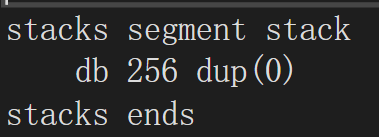 stacks segment stack
    db 256 dup(0)
stacks ends